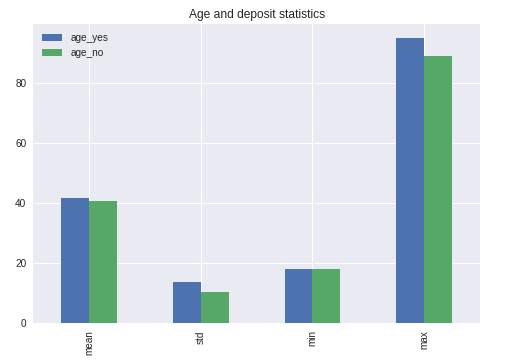 Age and deposit statistics
age_yes
age_no
80
60
40
20
0
mean
std
min
max